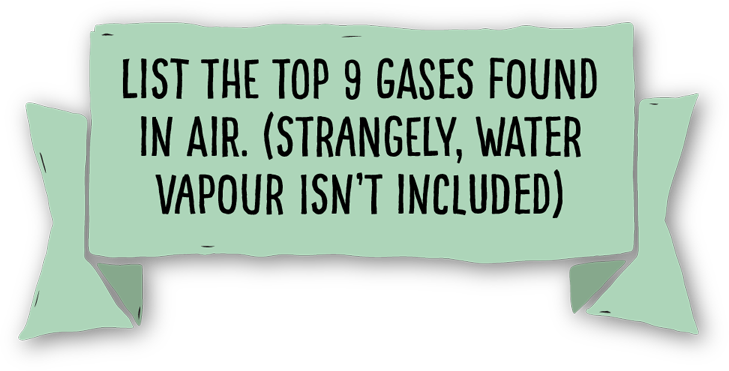 LIST THE TOP 9 GASES FOUND
IN AIR. (STRANGELY, WATER
VAPOUR ISN'T INCLUDED)